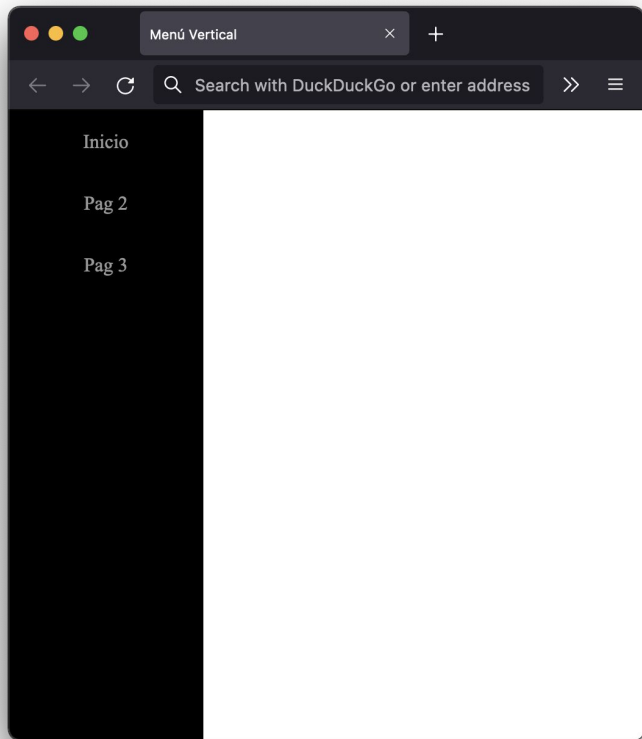 Menú Vertical
Search with DuckDuckGo or enter address
Inicio
Pag 2
Pag 3